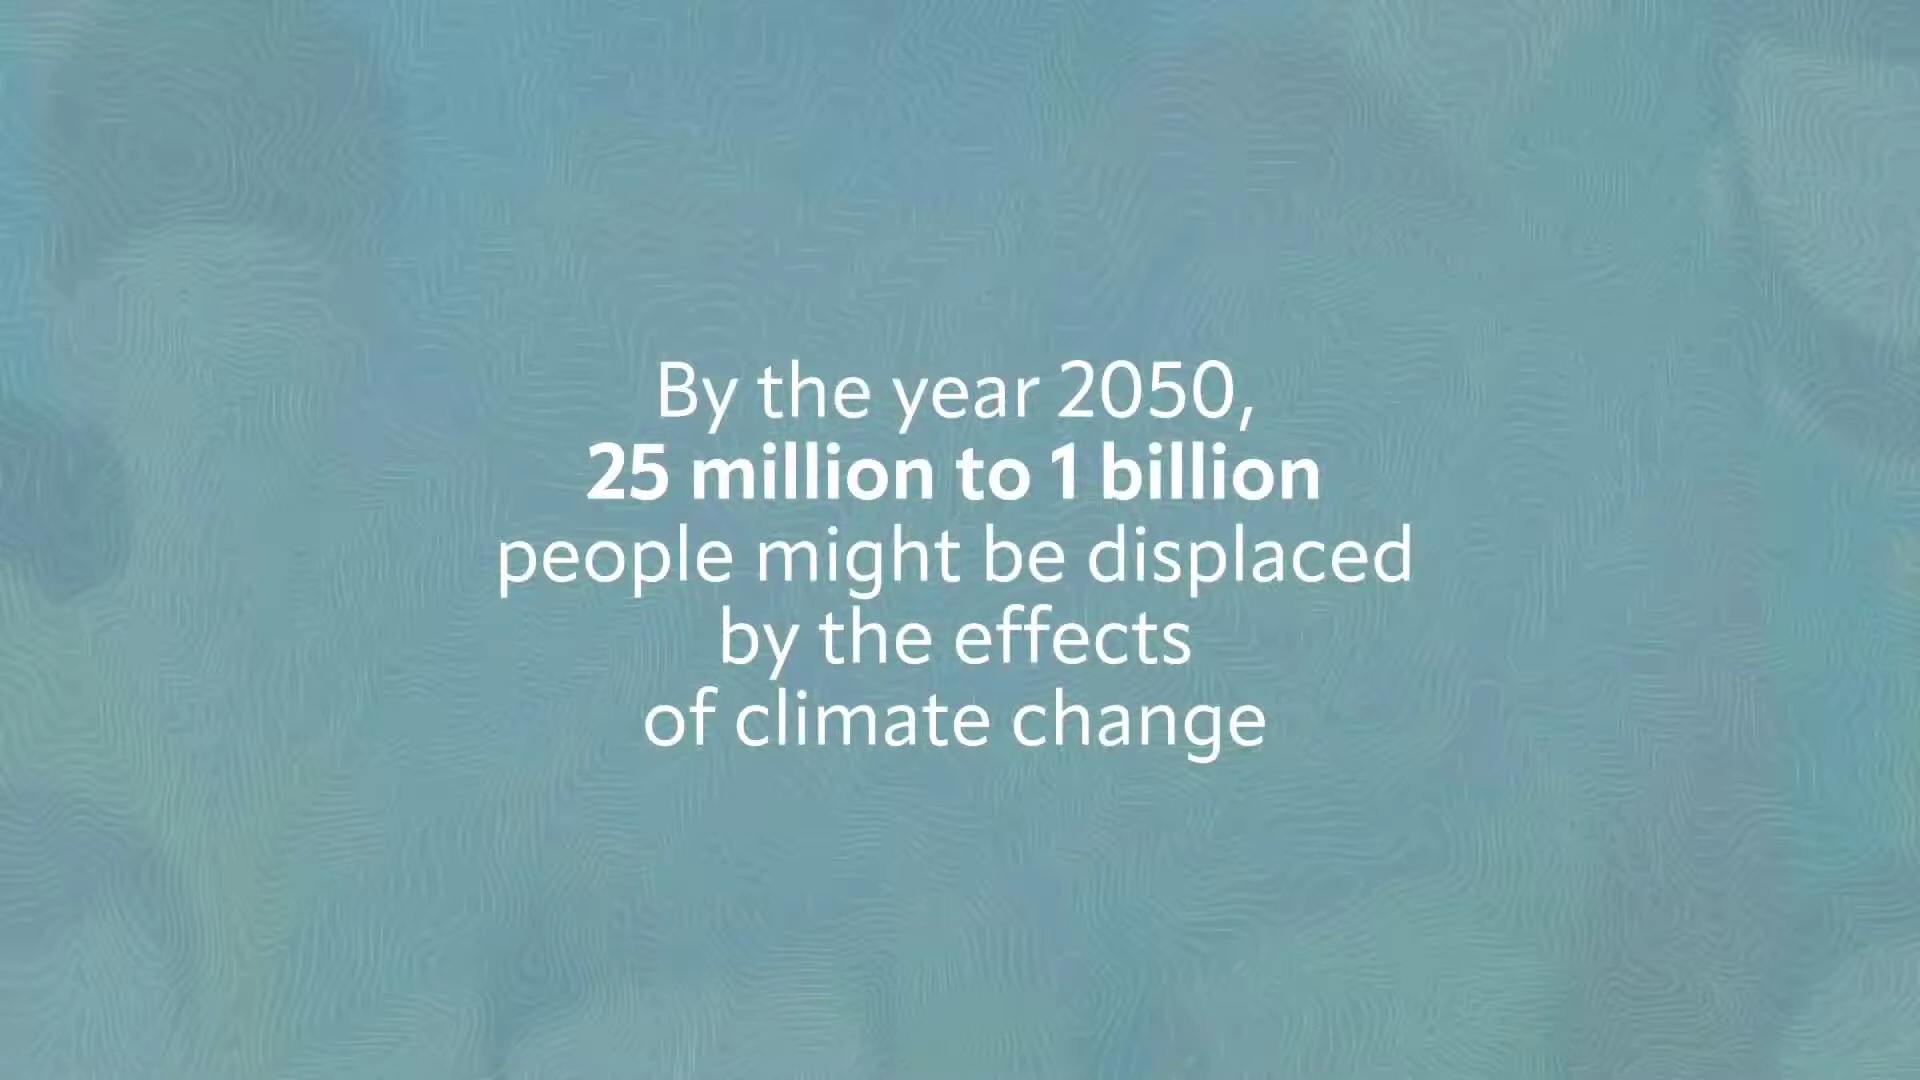 By the year 2050,
25 million to 1 billion
people might be displaced
by the effects
of climate change